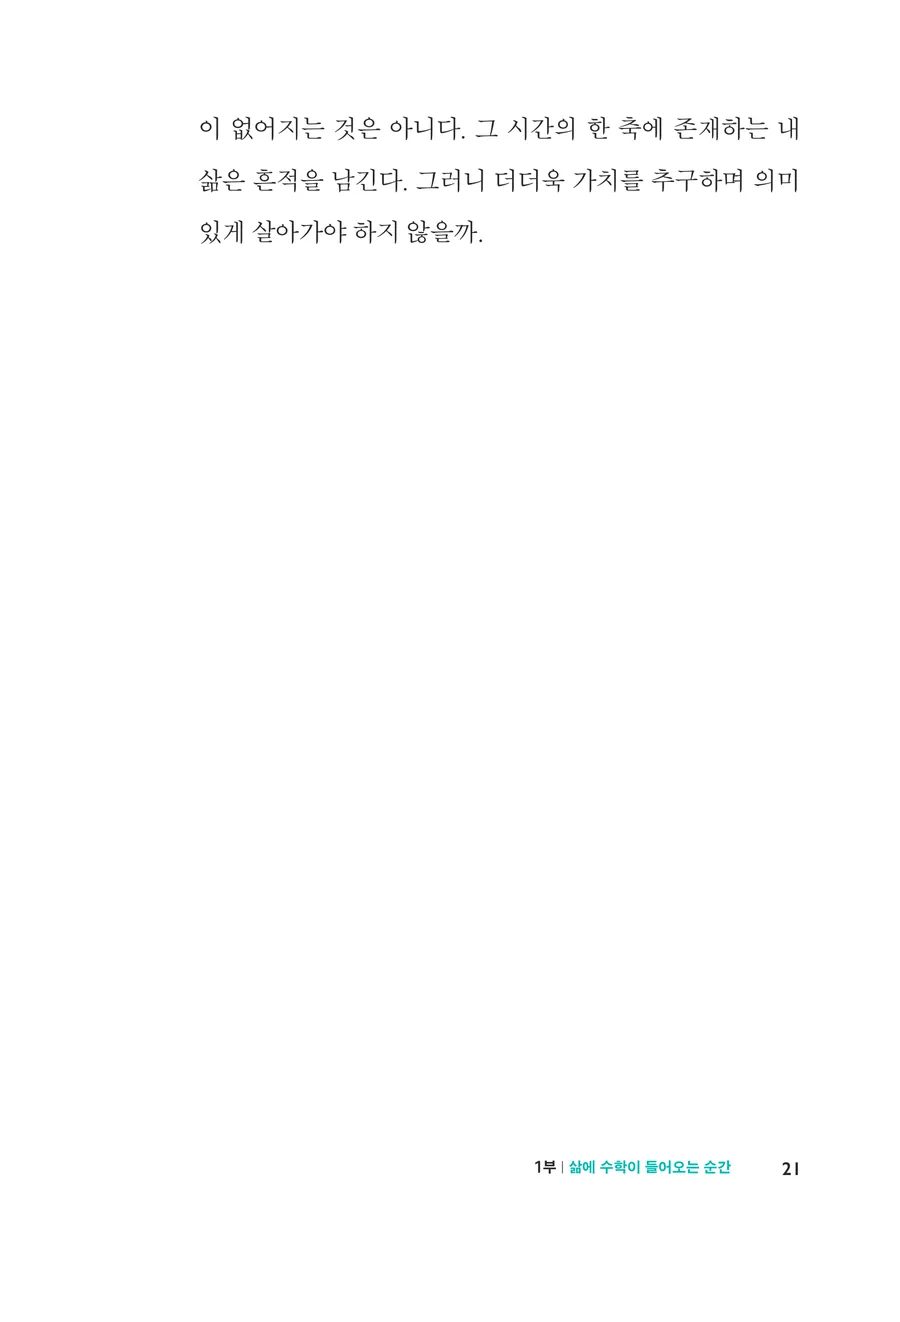 이 없어지는 것은 아니다. 그 시간의 한 축에 존재하는 내
삶은 흔적을 남긴다. 그러니 더더욱 가치를 추구하며 의미
있게 살아가야 하지 않을까.
1부 | 삶에 수학이 들어오는 순간 21